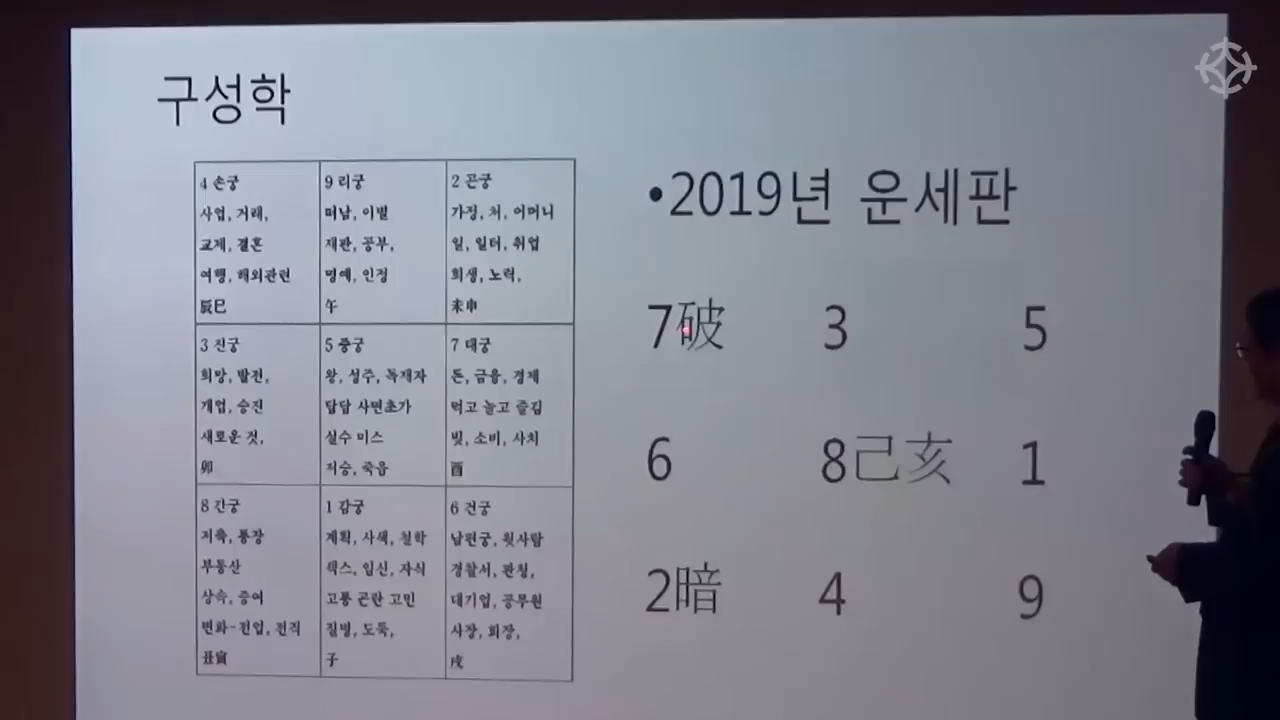 구성학
4 손궁
사업, 거래,
교제, 결혼
여행, 해외관련
辰巳
9 리궁
떠남, 이별
재판, 공부,
명예, 인정
午
2 곤궁
가정, 처, 어머니
일, 일터, 취업
희생, 노력,
未申
3 진궁
희망, 발전,
개업, 승진
새로운 것,
卯
5 중궁
왕, 성주, 독재자
답답 사면초가
실수 미스
저승, 죽음
7 태궁
돈, 금융, 경제
먹고 놀고 즐김
빚, 소비, 사치
酉
8 간궁
저축, 통장
부동산
상속, 증여
변화-전업, 전직
丑寅
1 감궁
계획, 사색, 철학
섹스, 임신, 자식
고통 곤란 고민
질병, 도둑,
子
6 건궁
남편궁, 윗사람
경찰서, 관청,
대기업, 공무원
사장, 회장,
戌
•2019년 운세판
7破 3 5
6 8己亥 1
2暗 4 9